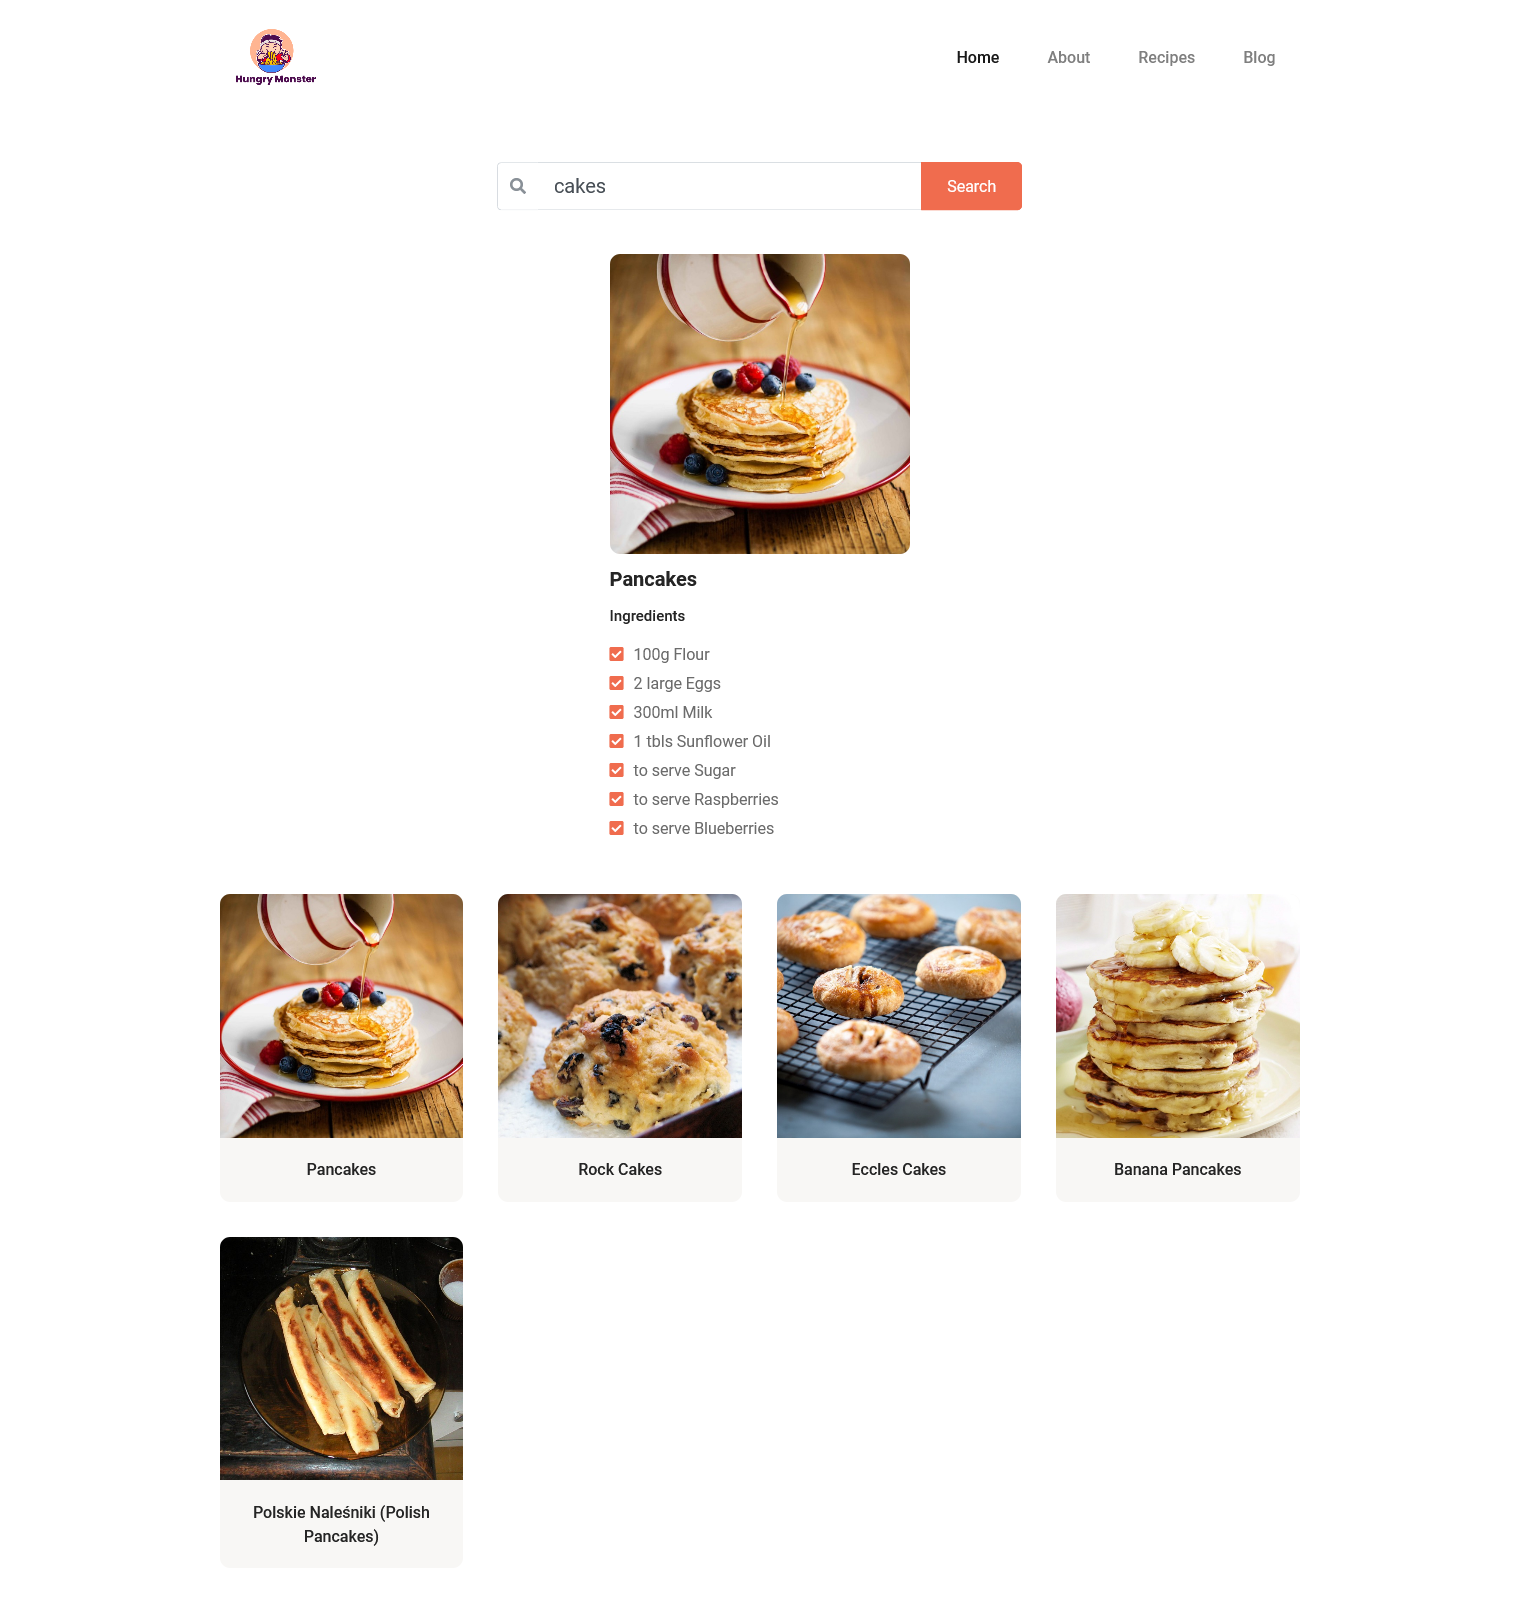 Hungry Monster
Home
About
Recipes
Blog
cakes
Search
Pancakes
Ingredients
100g Flour
2 large Eggs
300ml Milk
1 tbls Sunflower Oil
to serve Sugar
to serve Raspberries
to serve Blueberries
Pancakes
Rock Cakes
Eccles Cakes
Banana Pancakes
Polskie Naleśniki (Polish
Pancakes)